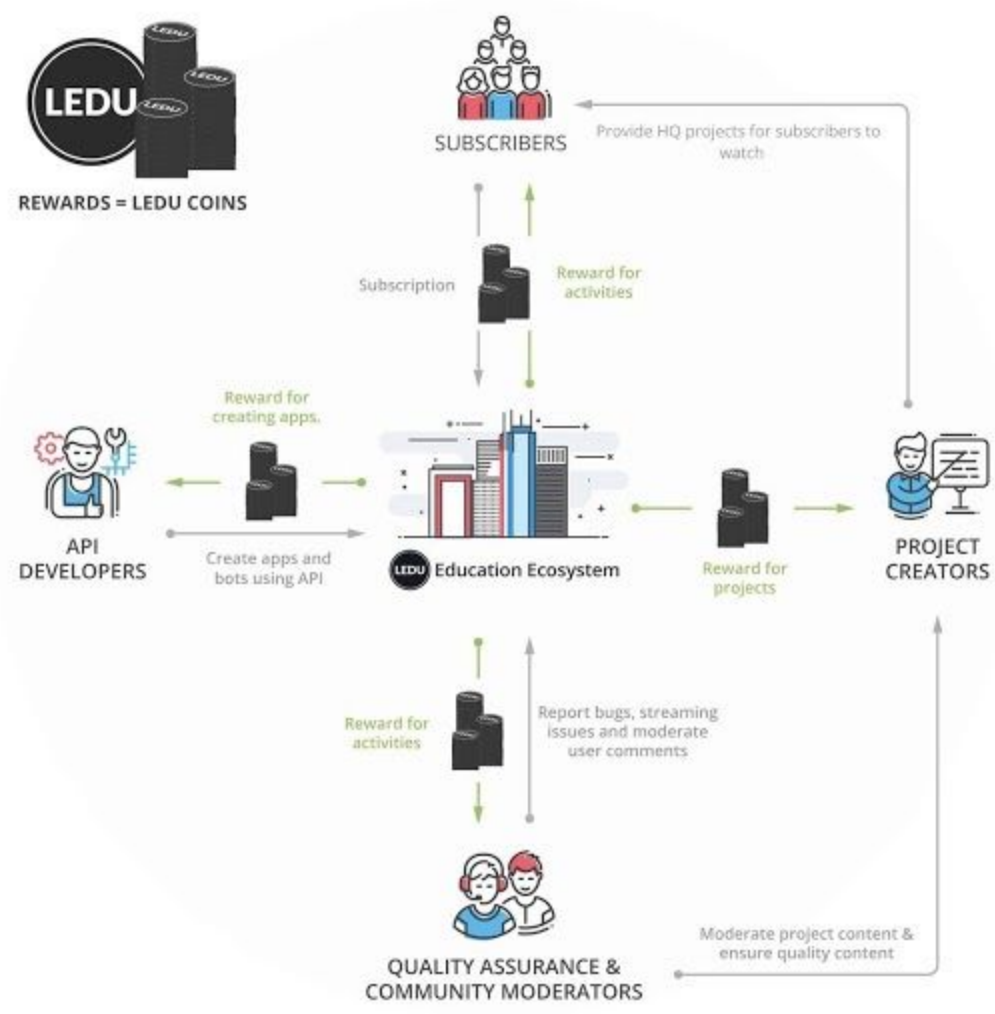 LEDU
LEDU
LEDU
LEDU
REWARDS = LEDU COINS
SUBSCRIBERS
Provide HQ projects for subscribers to
watch
Subscription
Reward for
activities
Reward for
creating apps.
API
DEVELOPERS
Create apps and
bots using API
LEDU Education Ecosystem
Reward for
projects
PROJECT
CREATORS
Reward for
activities
Report bugs, streaming
issues and moderate
user comments
QUALITY ASSURANCE &
COMMUNITY MODERATORS
Moderate project content &
ensure quality content